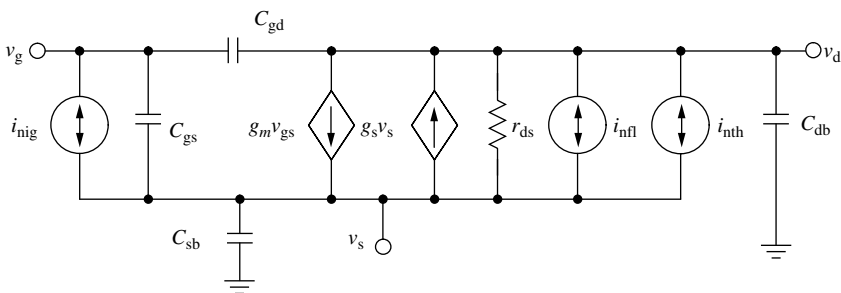 C_gd
v_g
v_d
i_nig
C_gs
g_m v_gs
g_s v_s
r_ds
i_nfl
i_nth
C_db
C_sb
v_s